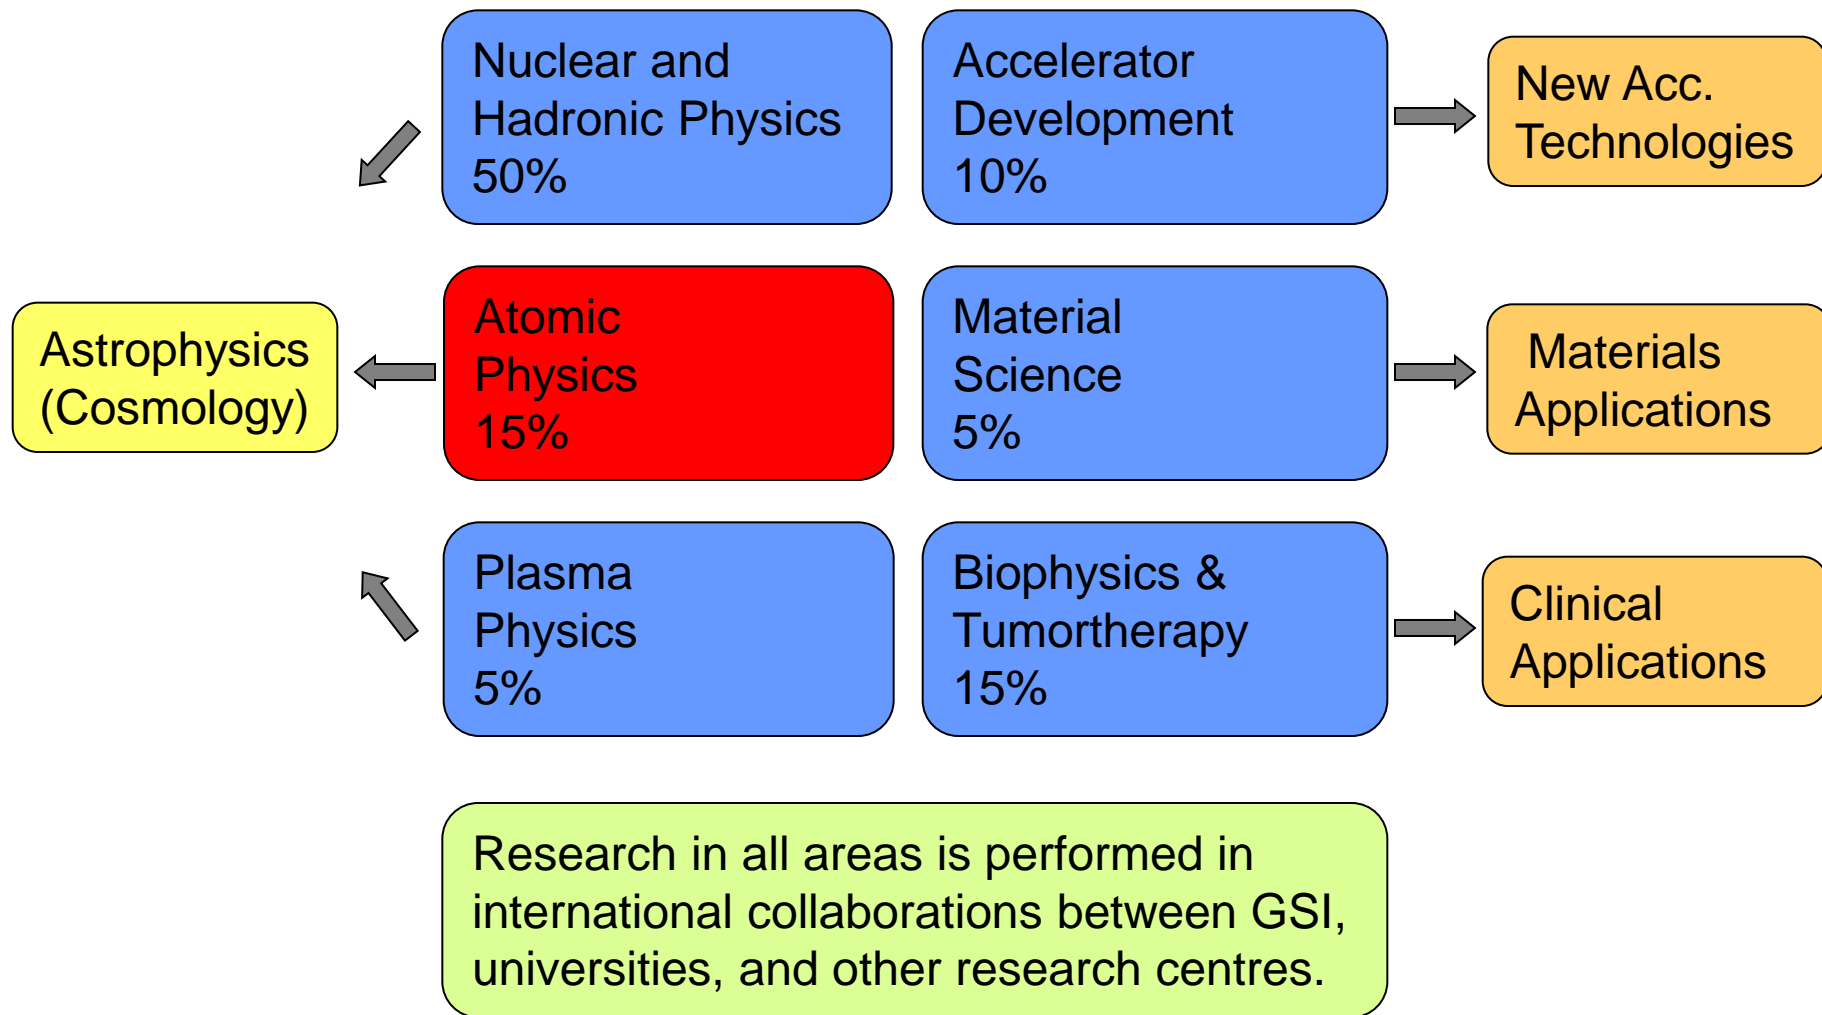 Nuclear and
Hadronic Physics
50%
Accelerator
Development
10%
New Acc.
Technologies
Astrophysics
(Cosmology)
Atomic
Physics
15%
Material
Science
5%
Materials
Applications
Plasma
Physics
5%
Biophysics &
Tumortherapy
15%
Clinical
Applications
Research in all areas is performed in
international collaborations between GSI,
universities, and other research centres.